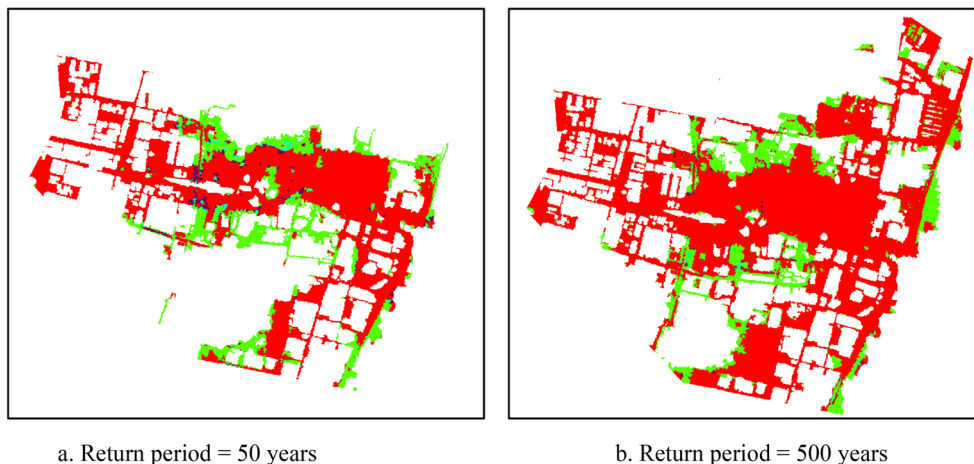 a. Return period = 50 years
b. Return period = 500 years